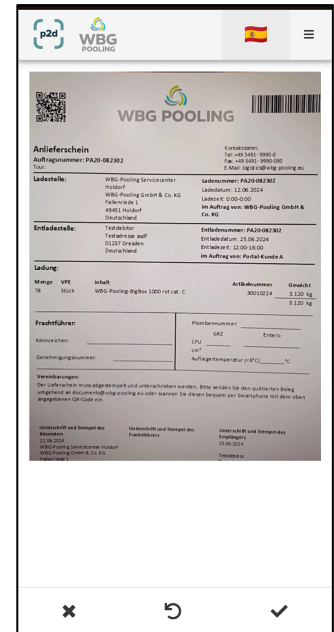 p2d
WBG
POOLING
WBG POOLING
Anlieferschein
Auftragsnummer: PA20-082302
Tour:
Kontaktdaten:
Tel: +49 5491- 9990-0
Fax: +49 5491- 9990-090
E-Mail: logistics@wbg-pooling.eu
Ladestelle:
WBG-Pooling Servicecenter
Holdorf
WBG-Pooling GmbH & Co. KG
Fallenriede 1
49451 Holdorf
Deutschland
Ladenummer: PA20-082302
Ladedatum: 12.06.2024
Ladezeit: 0:00-0:00
im Auftrag von: WBG-Pooling GmbH &
Co. KG
Entladestelle:
Testdebitor
Testadresse asdf
01237 Dresden
Deutschland
Entladenummer: PA20-082302
Entladedatum: 25.06.2024
Entladezeit: 12:00-16:00
im Auftrag von: Portal-Kunde A
Ladung:
Menge VPE Inhalt Artikelnummer Gewicht
78 Stück WBG-Pooling-BigBox 1000 rot cat. C 30010224 3.120 kg
3.120 kg
Frachtführer:
Kennzeichen:
Genehmigungsnummer:
Plombennummer:
GKZ Entero
CFU
cm²
Aufliegertemperatur (<8°C) °C
Vereinbarungen:
Der Lieferschein muss abgestempelt und unterschrieben werden. Bitte senden Sie den quittierten Beleg
umgehend an documents@wbg-pooling.eu oder scannen Sie diesen bequem per Smartphone mit dem oben
angegebenen QR-Code ein.
Unterschrift und Stempel des
Absenders
12.06.2024
WBG-Pooling Servicecenter Holdorf
WBG-Pooling GmbH & Co. KG
Fallenriede 1
Unterschrift und Stempel des
Frachtführers
Unterschrift und Stempel des
Empfängers
25.06.2024
Testdebitor